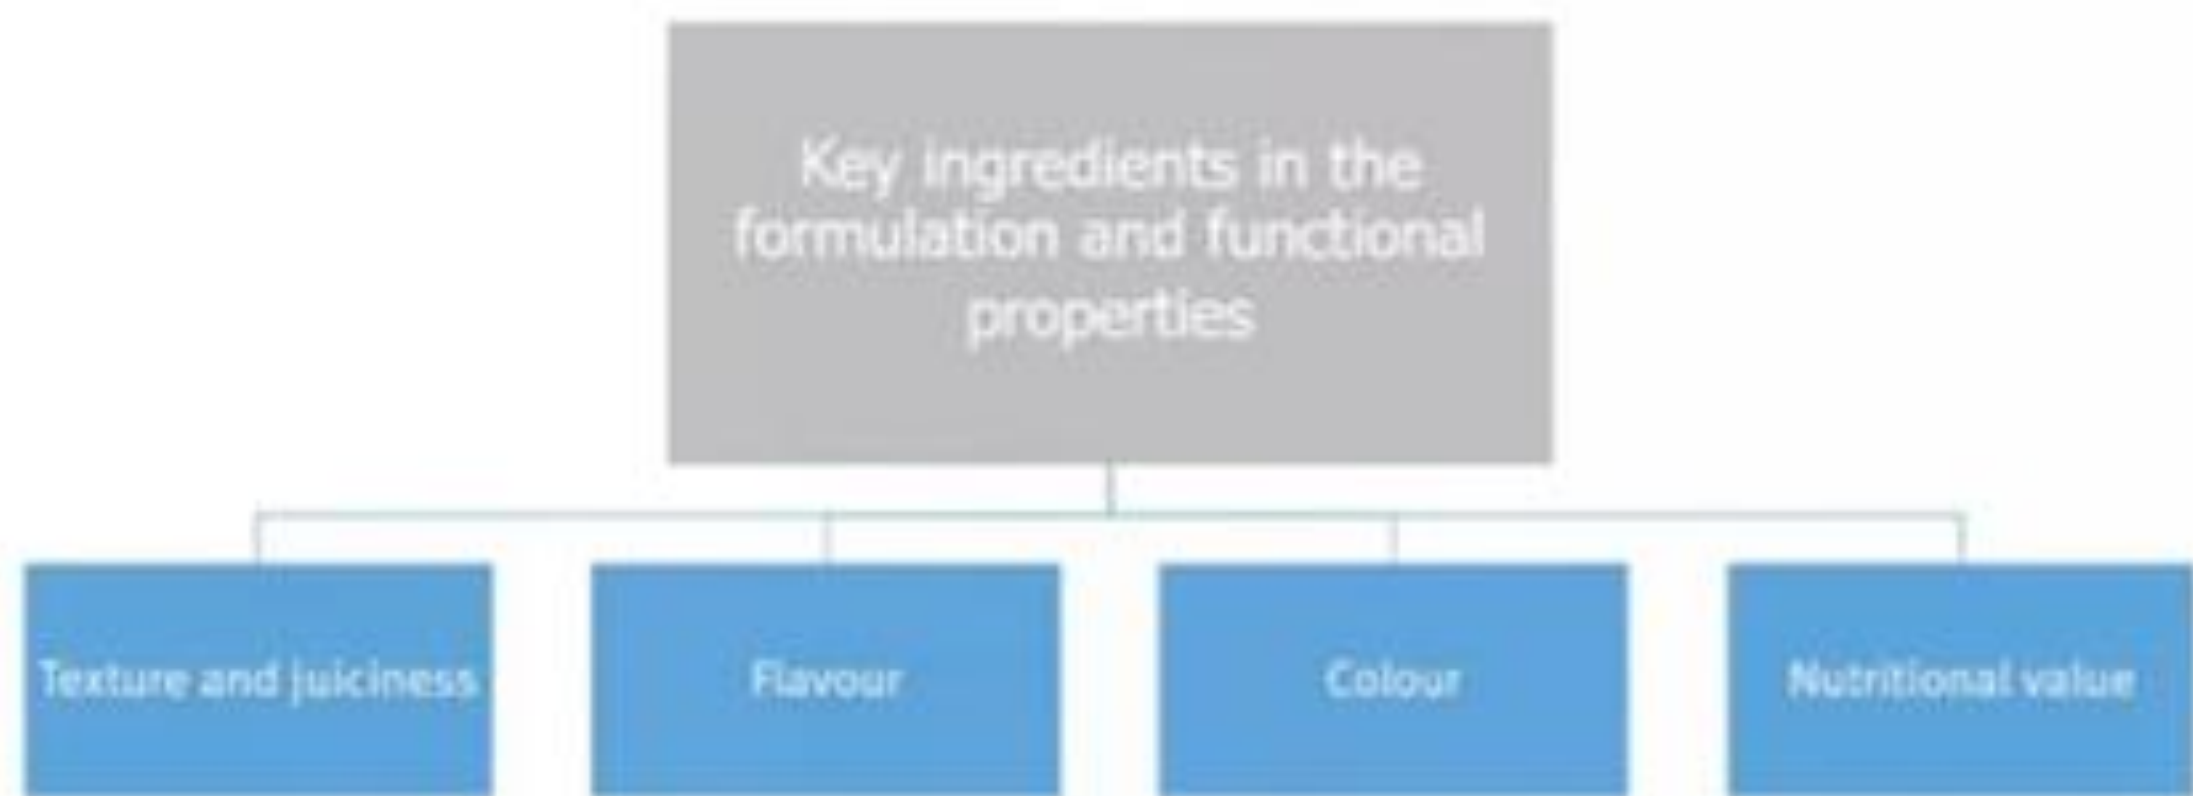 Key ingredients in the
formulation and functional
properties
Texture and juiciness
Flavour
Colour
Nutritional value